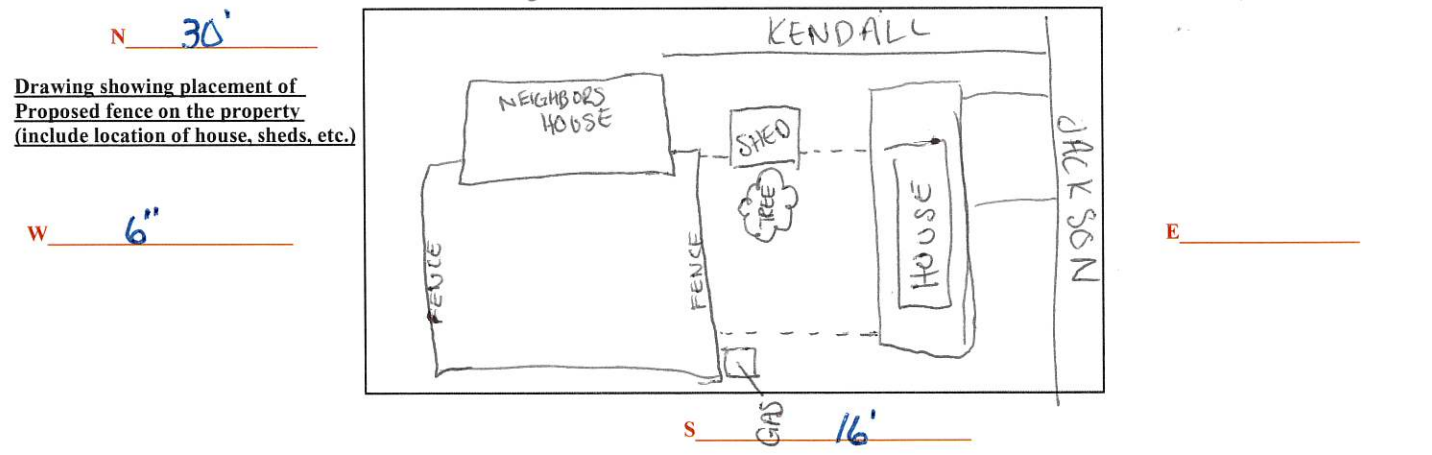 N 30'
KENDALL
Drawing showing placement of
Proposed fence on the property
(include location of house, sheds, etc.)
NEIGHBORS
HOUSE
SHED
TREE
HOUSE
JACKSON
W 6"
E
FENCE
FENCE
GAS
S 16'